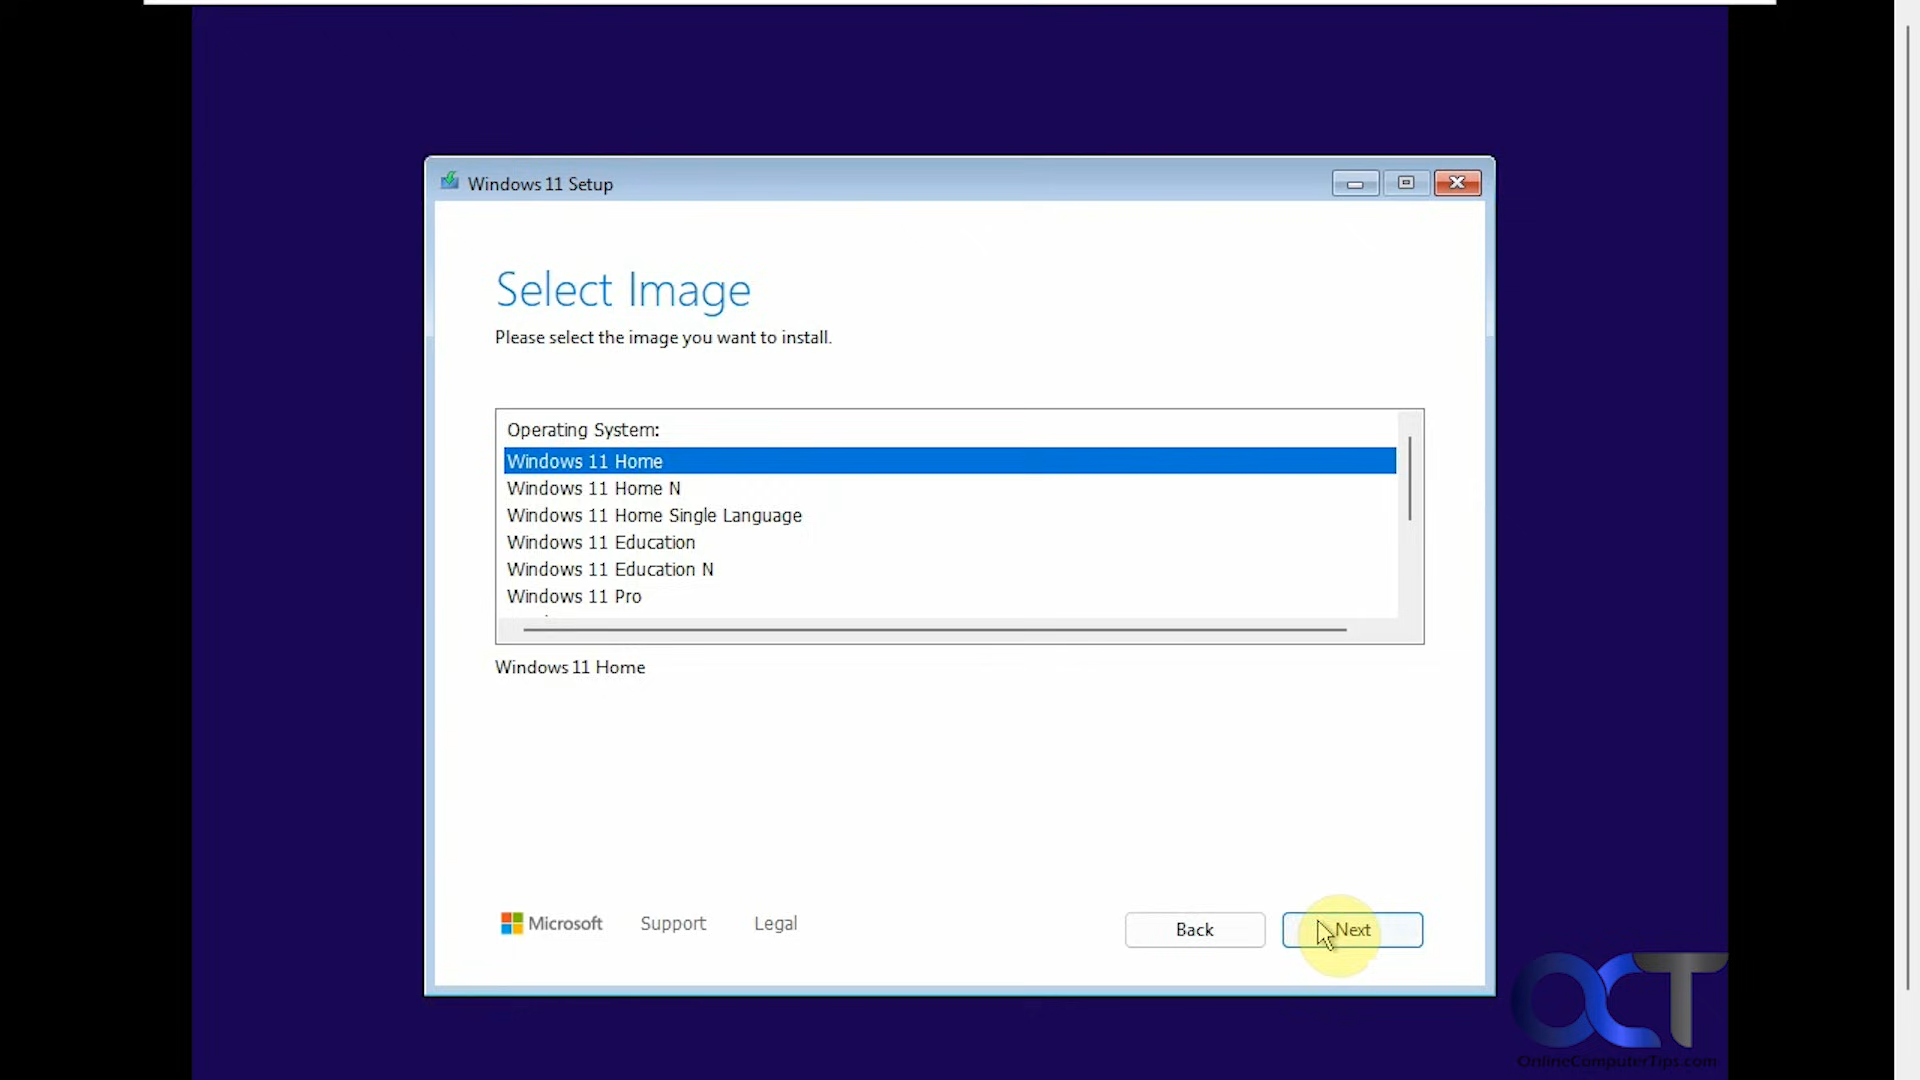 Windows 11 Setup
Select Image
Please select the image you want to install.
Operating System:
Windows 11 Home
Windows 11 Home N
Windows 11 Home Single Language
Windows 11 Education
Windows 11 Education N
Windows 11 Pro
Windows 11 Home
Microsoft Support Legal
Back Next
OCT
OnlineComputerTips.com